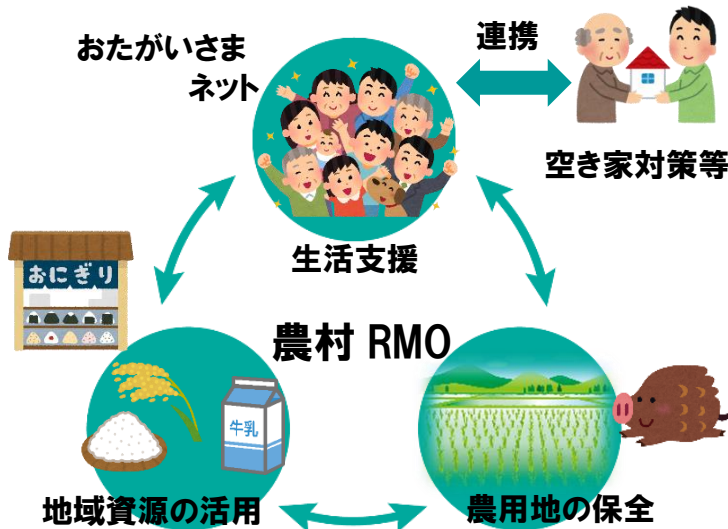 おたがいさま
ネット
連携
空き家対策等
生活支援
おにぎり
農村 RMO
牛乳
地域資源の活用
農用地の保全